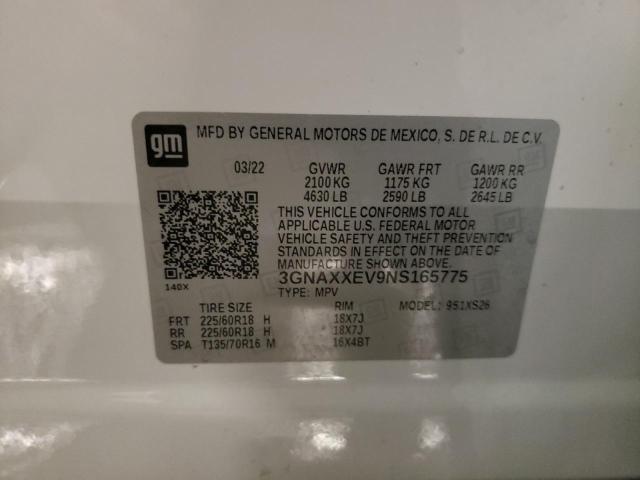 gm
MFD BY GENERAL MOTORS DE MEXICO, S. DE R.L. DE C.V.
03/22 GVWR GAWR FRT GAWR RR
2100 KG 1175 KG 1200 KG
4630 LB 2590 LB 2645 LB
THIS VEHICLE CONFORMS TO ALL
APPLICABLE U.S. FEDERAL MOTOR
VEHICLE SAFETY AND THEFT PREVENTION
STANDARDS IN EFFECT ON THE DATE OF
MANUFACTURE SHOWN ABOVE.
3GNAXXEV9NS165775
140X
TYPE: MPV
TIRE SIZE RIM MODEL: 951XS26
FRT 225/60R18 H 18X7J
RR 225/60R18 H 18X7J
SPA T135/70R16 M 16X4BT